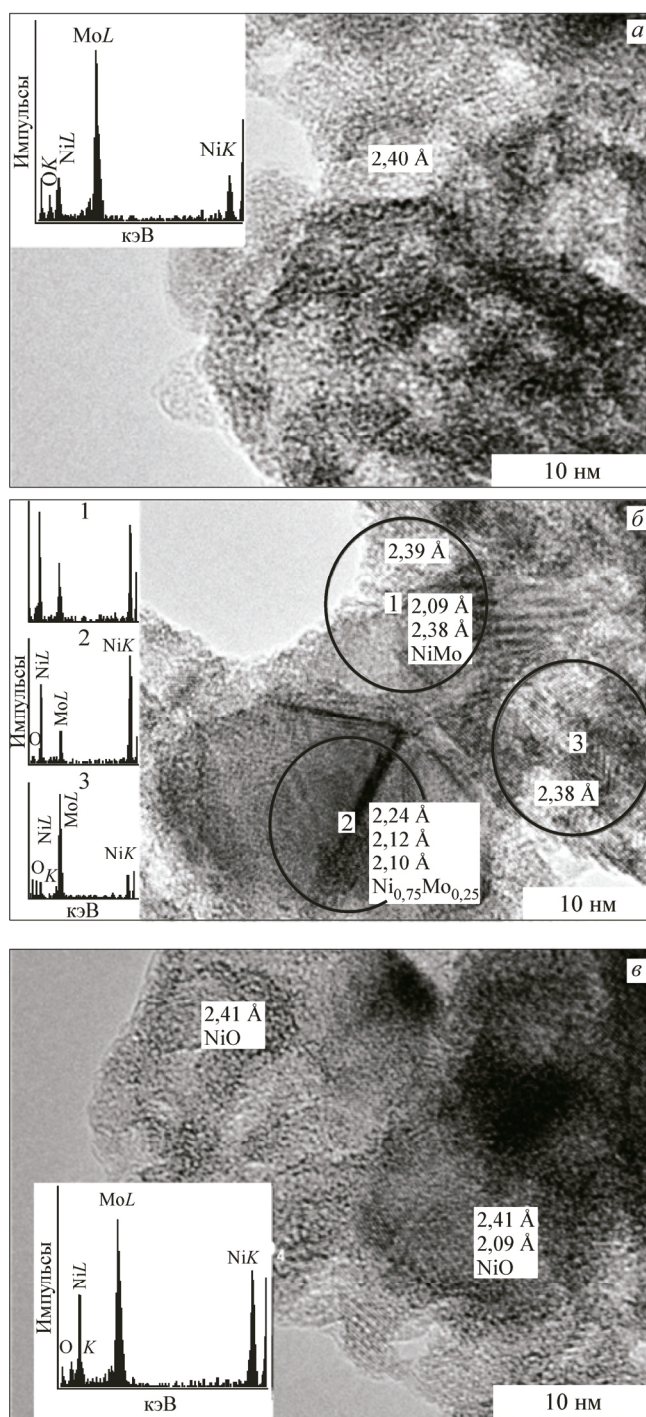 а
MoL
Импульсы
OK
NiL
NiK
кэВ
2,40 Å
10 нм
б
1
2
NiK
Импульсы
NiL
O
MoL
3
NiL
MoL
O
K
NiK
кэВ
2,39 Å
1
2,09 Å
2,38 Å
NiMo
3
2,38 Å
2
2,24 Å
2,12 Å
2,10 Å
Ni0,75Mo0,25
10 нм
в
2,41 Å
NiO
MoL
Импульсы
NiL
NiK
O
K
кэВ
2,41 Å
2,09 Å
NiO
10 нм